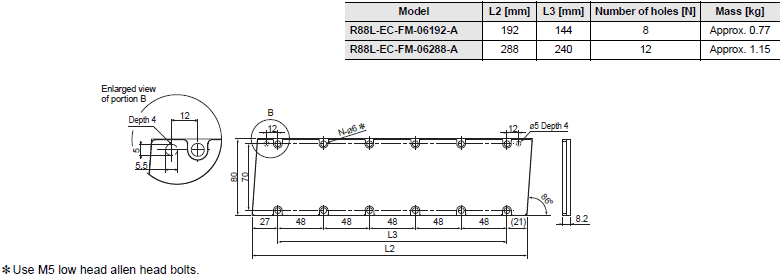 Model L2 [mm] L3 [mm] Number of holes [N] Mass [kg]
R88L-EC-FM-06192-A 192 144 8 Approx. 0.77
R88L-EC-FM-06288-A 288 240 12 Approx. 1.15
Enlarged view
of portion B
Depth 4
12
5
5.5
B
12
N-ø6 ✻
12
ø5 Depth 4
80
70
86°
27 48 48 48 48 48 (21)
8.2
L3
L2
✻ Use M5 low head allen head bolts.